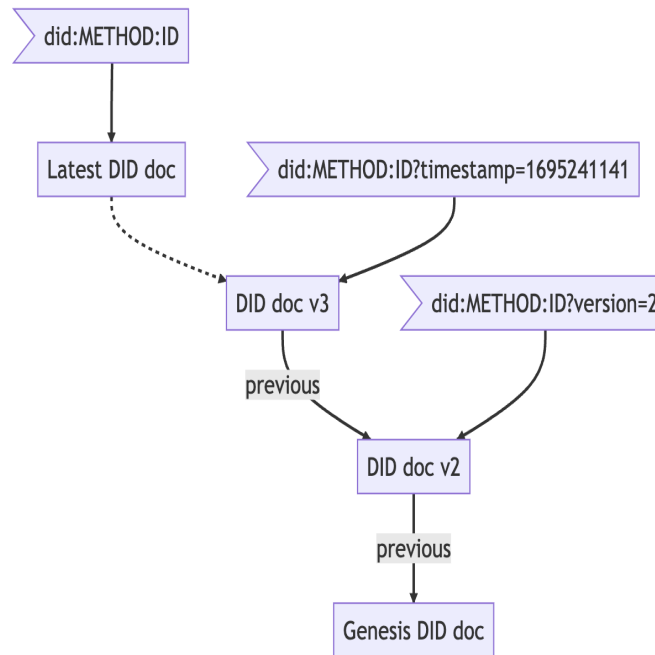 did:METHOD:ID
Latest DID doc
did:METHOD:ID?timestamp=1695241141
DID doc v3
did:METHOD:ID?version=2
previous
DID doc v2
previous
Genesis DID doc